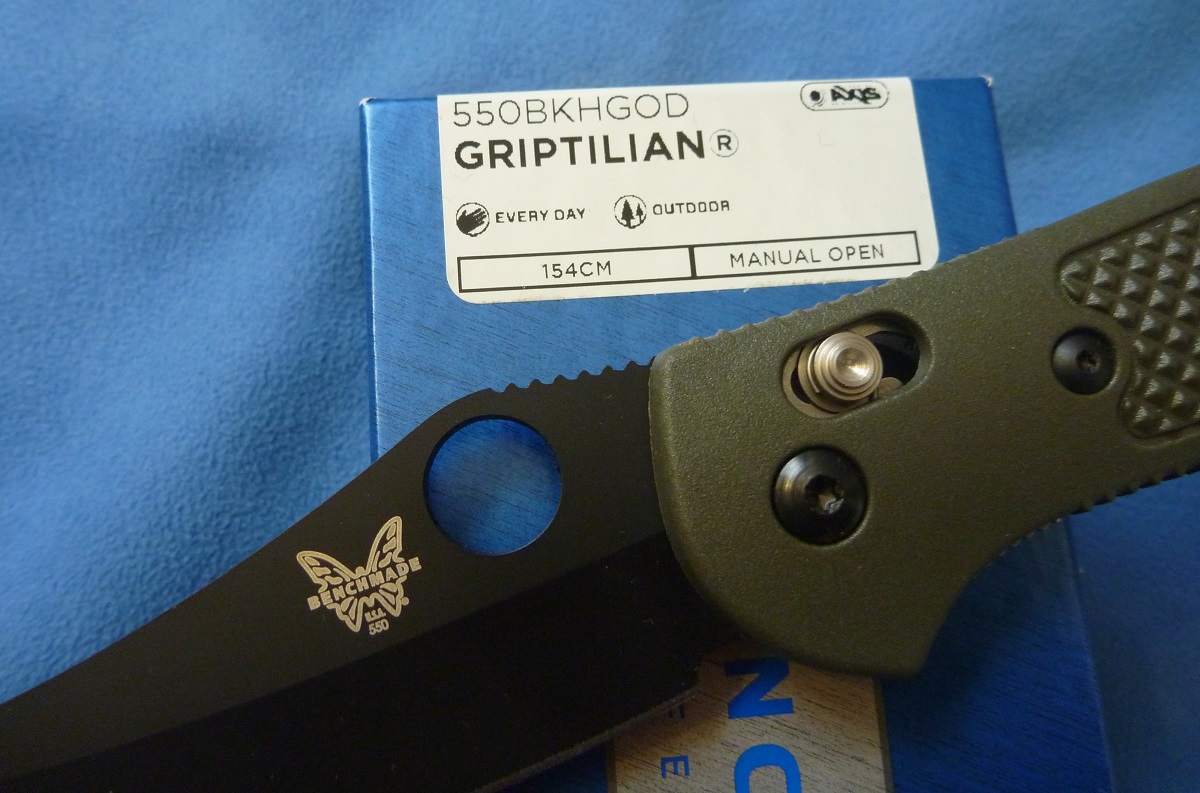 550BKHGOD
AXIS
GRIPTILIAN®
EVERY DAY
OUTDOOR
154CM
MANUAL OPEN
BENCHMADE
U.S.A.
550